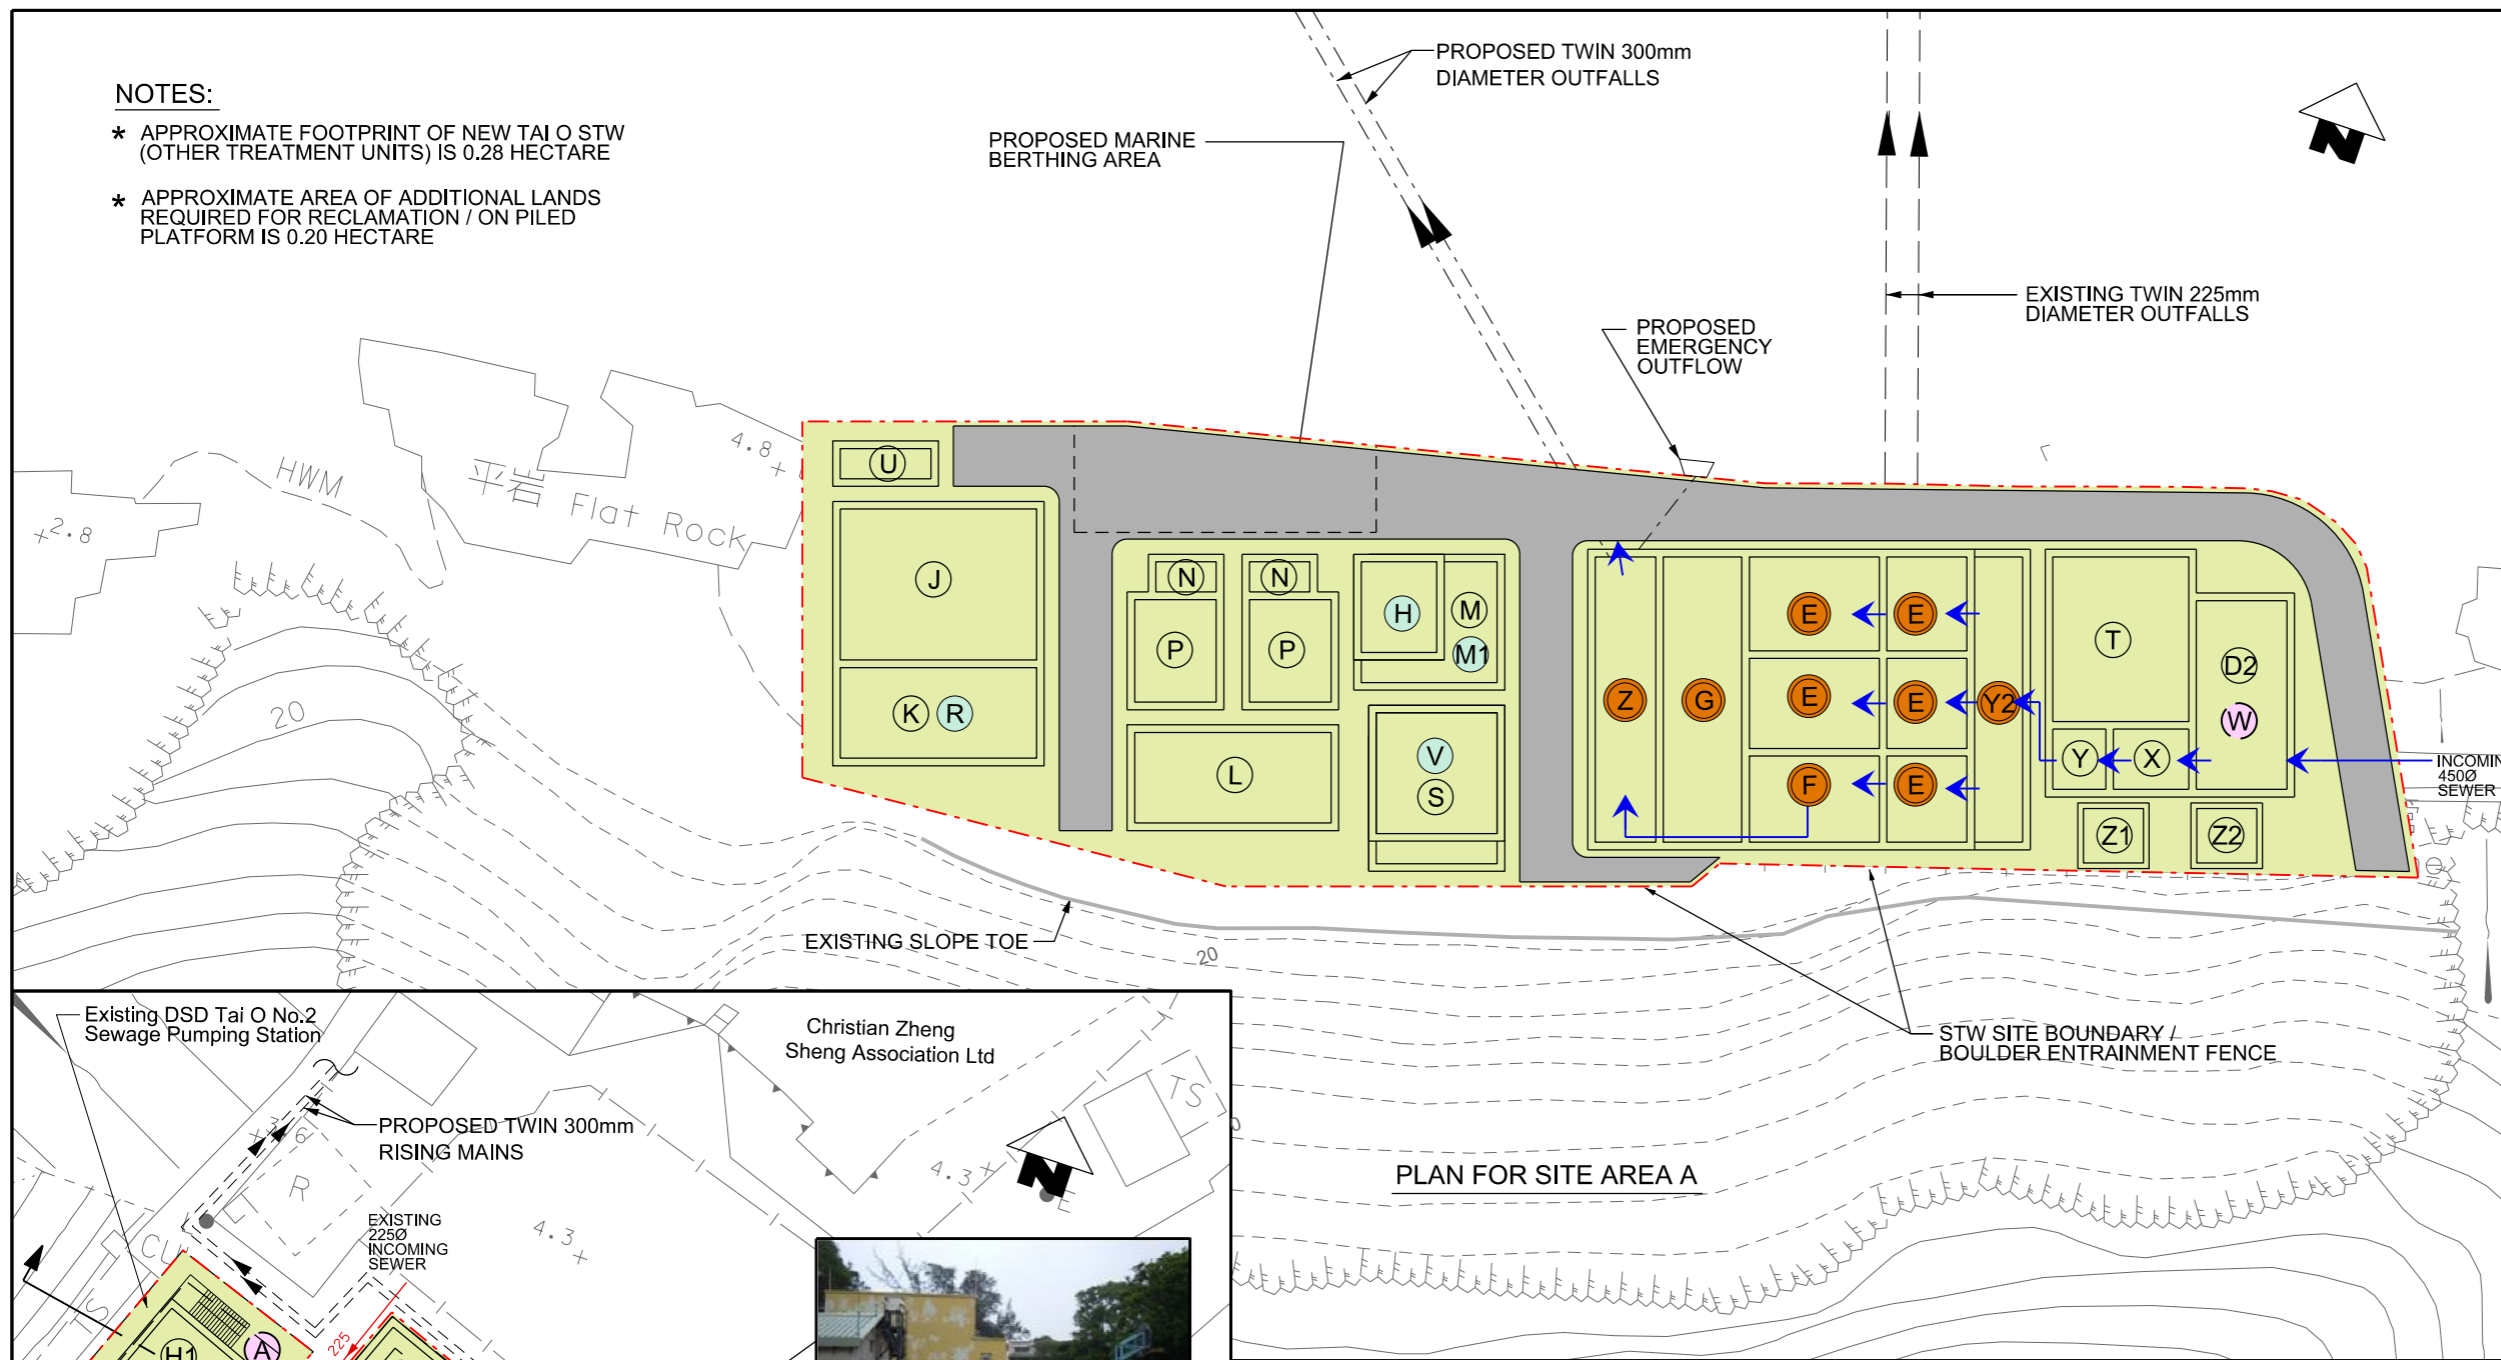 NOTES:
* APPROXIMATE FOOTPRINT OF NEW TAI O STW
(OTHER TREATMENT UNITS) IS 0.28 HECTARE
* APPROXIMATE AREA OF ADDITIONAL LANDS
REQUIRED FOR RECLAMATION / ON PILED
PLATFORM IS 0.20 HECTARE
PROPOSED TWIN 300mm
DIAMETER OUTFALLS
PROPOSED MARINE
BERTHING AREA
N
EXISTING TWIN 225mm
DIAMETER OUTFALLS
PROPOSED
EMERGENCY
OUTFLOW
4.8+
HWM
平岩 Flat Rock
+2.8
20
U
J
K R
N N
P P
H M
M1
L
V
S
Z G
E E
E E
F E
Y2
T
D2
W
Y X
Z1 Z2
INCOMIN
450Ø
SEWER
EXISTING SLOPE TOE
20
STW SITE BOUNDARY /
BOULDER ENTRAINMENT FENCE
PLAN FOR SITE AREA A
Existing DSD Tai O No.2
Sewage Pumping Station
Christian Zheng
Sheng Association Ltd
PROPOSED TWIN 300mm
RISING MAINS
R
TS
4.3+
N
E
EXISTING
225Ø
INCOMING
SEWER
4.3+
CU
S
225
H1
A